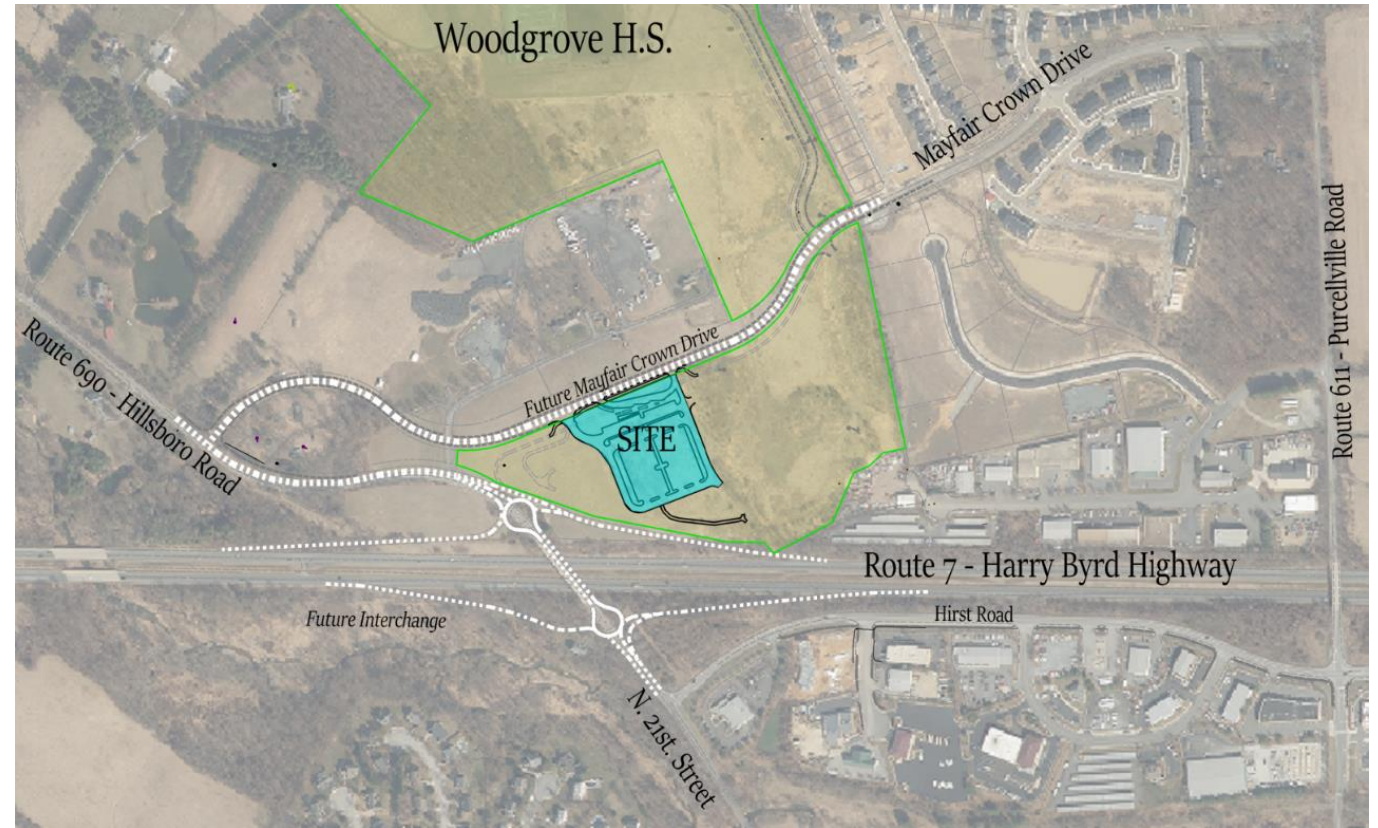 Woodgrove H.S.
Mayfair Crown Drive
Route 611 - Purcellville Road
Route 690 - Hillsboro Road
Future Mayfair Crown Drive
SITE
Route 7 - Harry Byrd Highway
Hirst Road
Future Interchange
N. 21st. Street